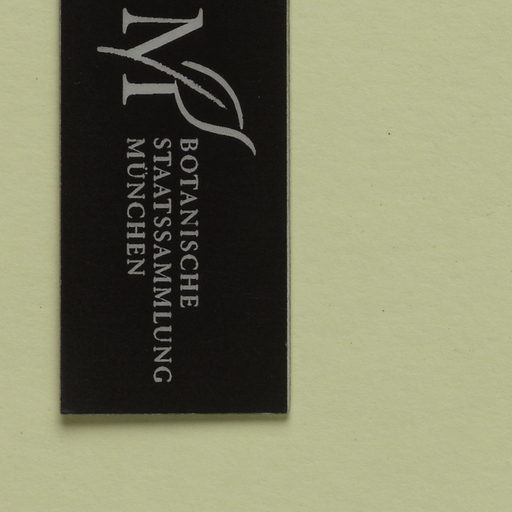 M
BOTANISCHE
STAATSSAMMLUNG
MÜNCHEN